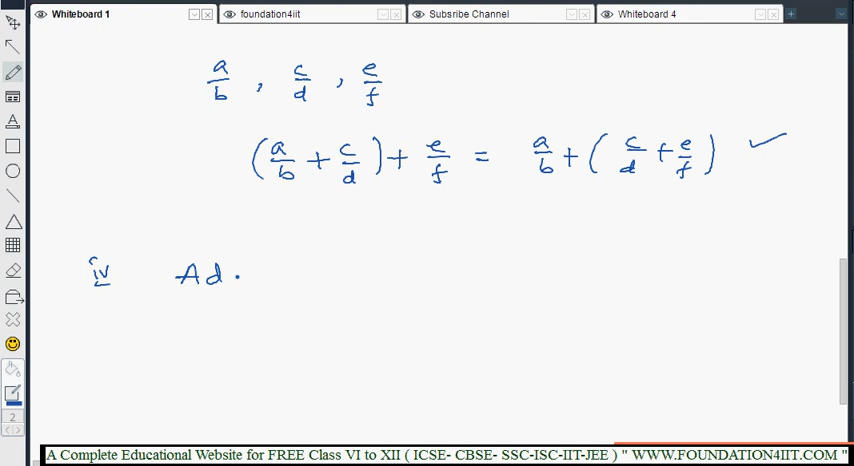 Whiteboard 1 foundation4iit Subsribe Channel Whiteboard 4
a/b , c/d , e/f
(a/b + c/d) + e/f = a/b + (c/d + e/f) ✓
iv Ad.
2
A Complete Educational Website for FREE Class VI to XII ( ICSE- CBSE- SSC-ISC-IIT-JEE ) " WWW.FOUNDATION4IIT.COM "